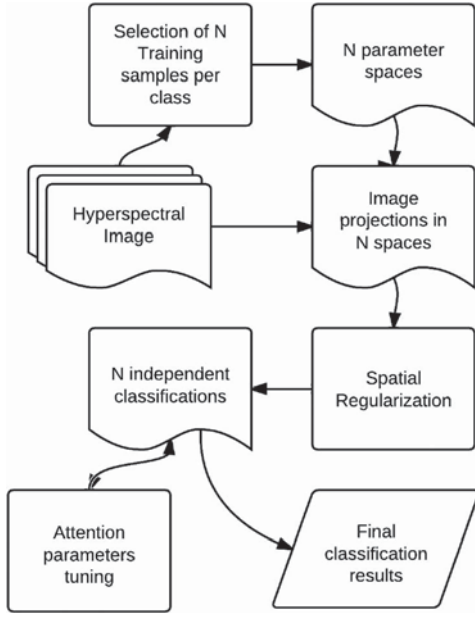 Selection of N
Training
samples per
class
N parameter
spaces
Hyperspectral
Image
Image
projections in
N spaces
N independent
classifications
Spatial
Regularization
Attention
parameters
tuning
Final
classification
results